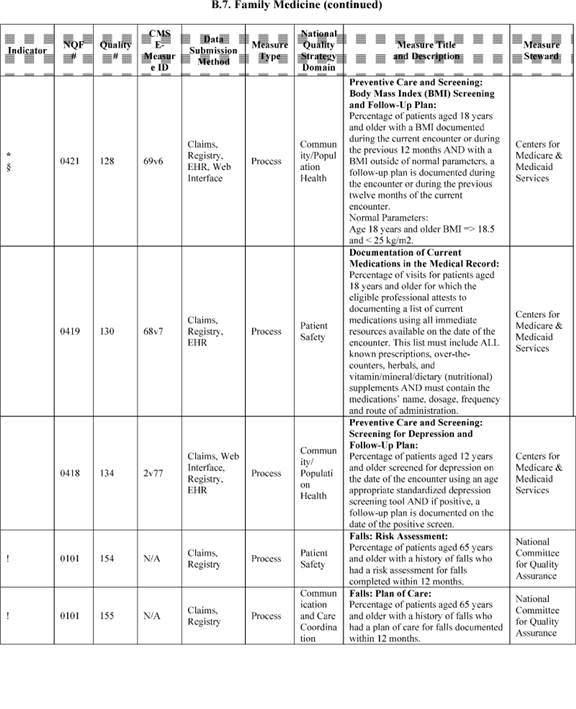 B.7. Family Medicine (continued)
Indicator
NQF
#
Quality
#
CMS
E-
Measur
e ID
Data
Submission
Method
Measure
Type
National
Quality
Strategy
Domain
Measure Title
and Description
Measure
Steward
*
§
0421
128
69v6
Claims,
Registry,
EHR, Web
Interface
Process
Commun
ity/Popul
ation
Health
Preventive Care and Screening:
Body Mass Index (BMI) Screening
and Follow-Up Plan:
Percentage of patients aged 18 years
and older with a BMI documented
during the current encounter or during
the previous 12 months AND with a
BMI outside of normal parameters, a
follow-up plan is documented during
the encounter or during the previous
twelve months of the current
encounter.
Normal Parameters:
Age 18 years and older BMI => 18.5
and < 25 kg/m2.
Centers for
Medicare &
Medicaid
Services
0419
130
68v7
Claims,
Registry,
EHR
Process
Patient
Safety
Documentation of Current
Medications in the Medical Record:
Percentage of visits for patients aged
18 years and older for which the
eligible professional attests to
documenting a list of current
medications using all immediate
resources available on the date of the
encounter. This list must include ALL
known prescriptions, over-the-
counters, herbals, and
vitamin/mineral/dietary (nutritional)
supplements AND must contain the
medications' name, dosage, frequency
and route of administration.
Centers for
Medicare &
Medicaid
Services
0418
134
2v77
Claims, Web
Interface,
Registry,
EHR
Process
Commun
ity/
Populati
on
Health
Preventive Care and Screening:
Screening for Depression and
Follow-Up Plan:
Percentage of patients aged 12 years
and older screened for depression on
the date of the encounter using an age
appropriate standardized depression
screening tool AND if positive, a
follow-up plan is documented on the
date of the positive screen.
Centers for
Medicare &
Medicaid
Services
!
0101
154
N/A
Claims,
Registry
Process
Patient
Safety
Falls: Risk Assessment:
Percentage of patients aged 65 years
and older with a history of falls who
had a risk assessment for falls
completed within 12 months.
National
Committee
for Quality
Assurance
!
0101
155
N/A
Claims,
Registry
Process
Commun
ication
and Care
Coordina
tion
Falls: Plan of Care:
Percentage of patients aged 65 years
and older with a history of falls who
had a plan of care for falls documented
within 12 months.
National
Committee
for Quality
Assurance